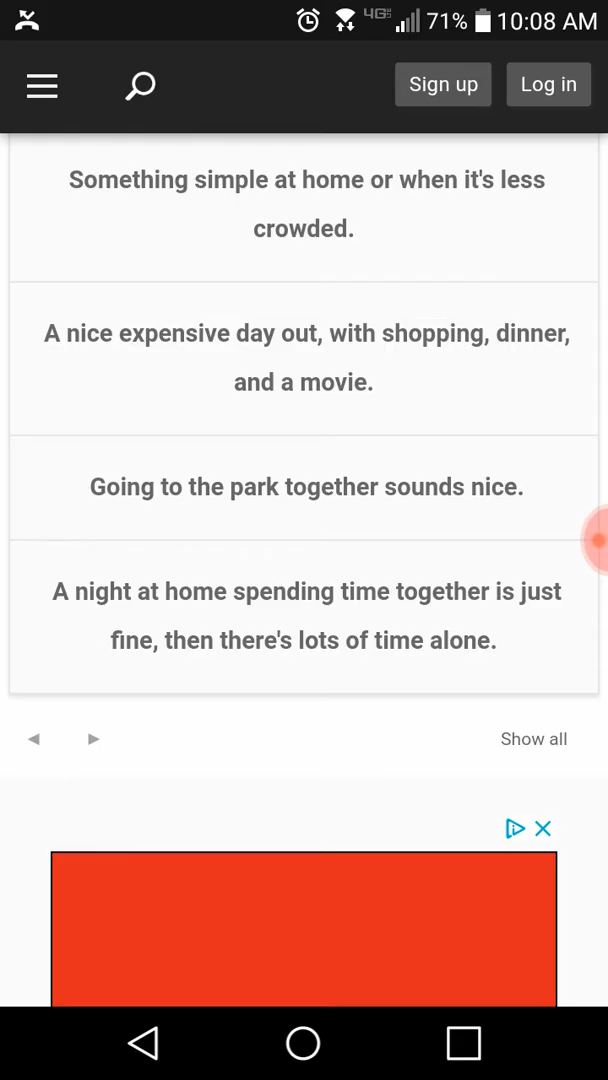 4G 71% 10:08 AM
Sign up Log in
Something simple at home or when it's less
crowded.
A nice expensive day out, with shopping, dinner,
and a movie.
Going to the park together sounds nice.
A night at home spending time together is just
fine, then there's lots of time alone.
Show all